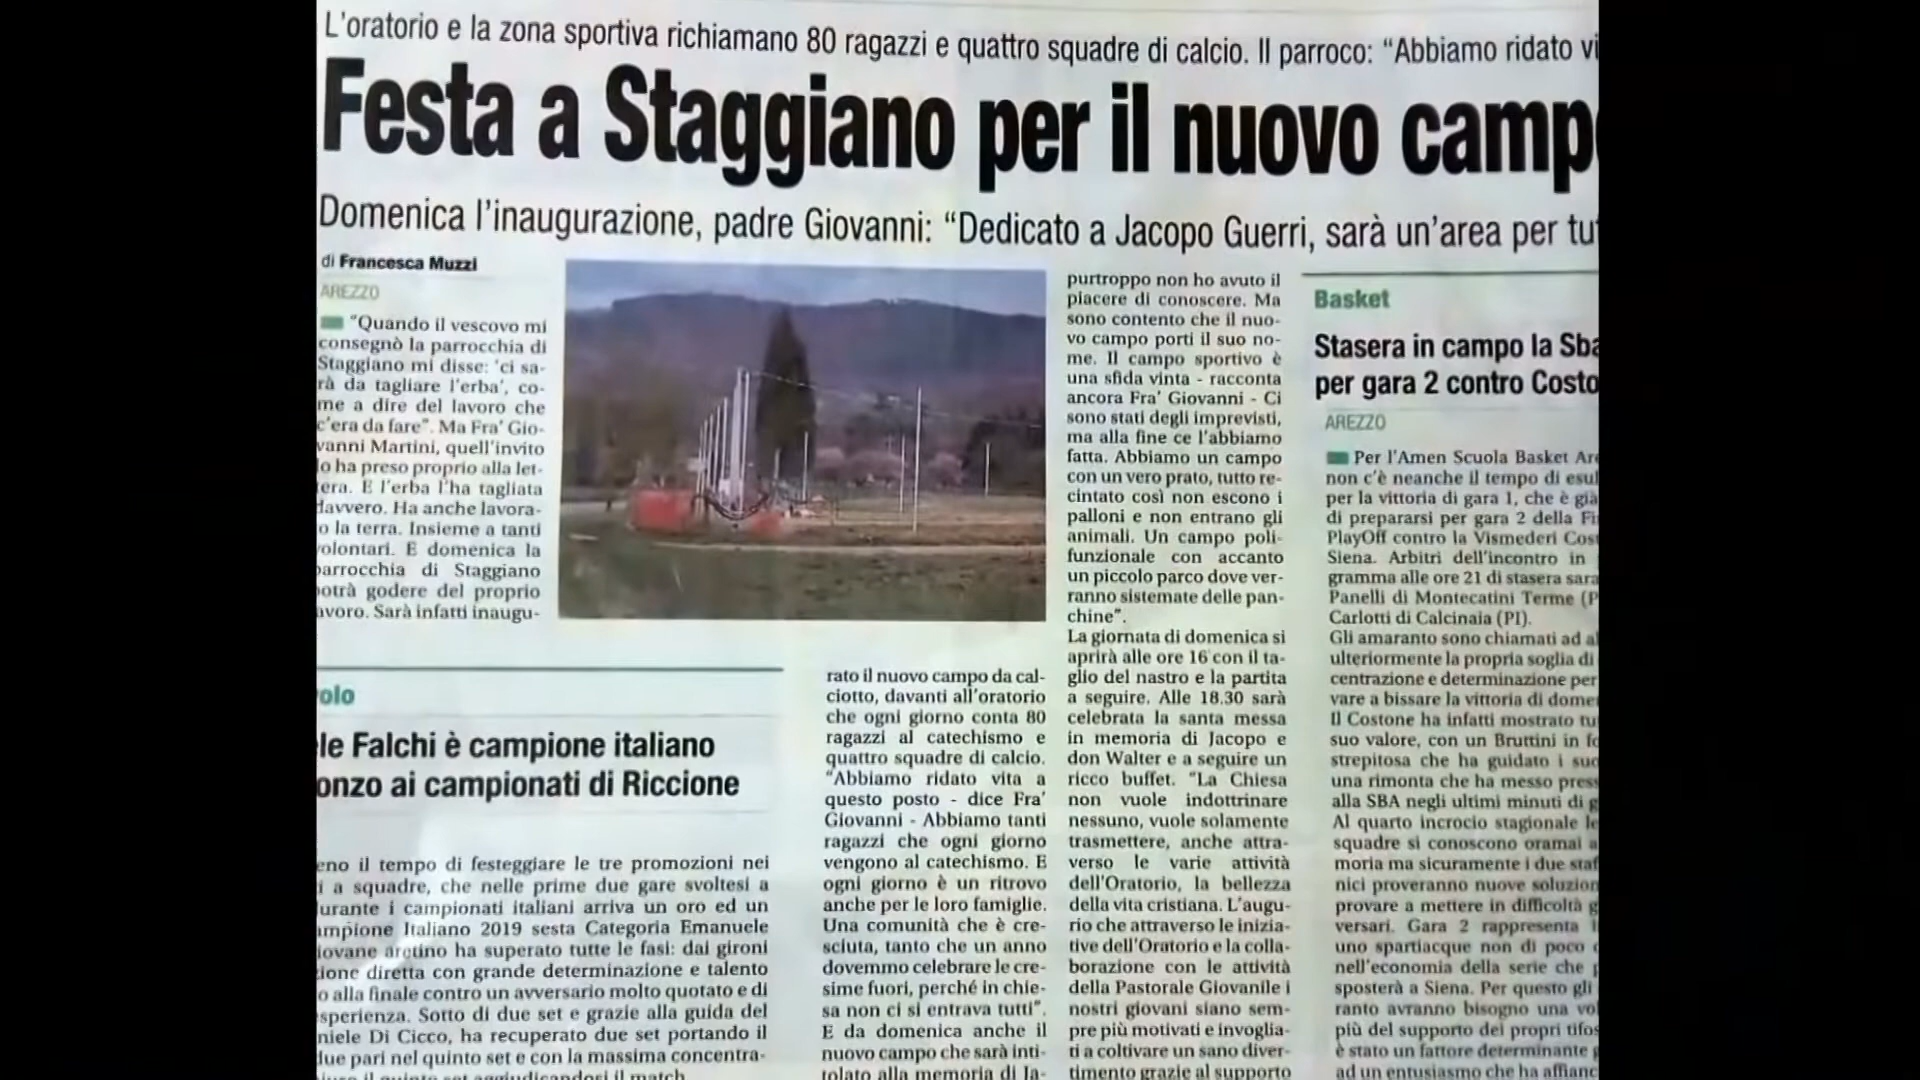 L'oratorio e la zona sportiva richiamano 80 ragazzi e quattro squadre di calcio. Il parroco: “Abbiamo ridato vi
Festa a Staggiano per il nuovo camp
Domenica l'inaugurazione, padre Giovanni: “Dedicato a Jacopo Guerri, sarà un'area per tu
di Francesca Muzzi
AREZZO
“Quando il vescovo mi
consegnò la parrocchia di
Staggiano mi disse: 'ci sa-
rà da tagliare l'erba', co-
me a dire del lavoro che
c'era da fare”. Ma Fra' Gio-
vanni Martini, quell'invito
lo ha preso proprio alla let-
tera. E l'erba l'ha tagliata
davvero. Ha anche lavora-
o la terra. Insieme a tanti
volontari. E domenica la
parrocchia di Staggiano
potrà godere del proprio
avoro. Sarà infatti inaugu-
rato il nuovo campo da cal-
ciotto, davanti all'oratorio
che ogni giorno conta 80
ragazzi al catechismo e
quattro squadre di calcio.
“Abbiamo ridato vita a
questo posto - dice Fra'
Giovanni - Abbiamo tanti
ragazzi che ogni giorno
vengono al catechismo. E
ogni giorno è un ritrovo
anche per le loro famiglie.
Una comunità che è cre-
sciuta, tanto che un anno
dovemmo celebrare le cre-
sime fuori, perché in chie-
sa non ci si entrava tutti”.
E da domenica anche il
nuovo campo che sarà inti-
tolato alla memoria di Ja-
purtroppo non ho avuto il
piacere di conoscere. Ma
sono contento che il nuo-
vo campo porti il suo no-
me. Il campo sportivo è
una sfida vinta - racconta
ancora Fra' Giovanni - Ci
sono stati degli imprevisti,
ma alla fine ce l'abbiamo
fatta. Abbiamo un campo
con un vero prato, tutto re-
cintato così non escono i
palloni e non entrano gli
animali. Un campo poli-
funzionale con accanto
un piccolo parco dove ver-
ranno sistemate delle pan-
chine”.
La giornata di domenica si
aprirà alle ore 16 con il ta-
glio del nastro e la partita
a seguire. Alle 18.30 sarà
celebrata la santa messa
in memoria di Jacopo e
don Walter e a seguire un
ricco buffet. “La Chiesa
non vuole indottrinare
nessuno, vuole solamente
trasmettere, anche attra-
verso le varie attività
dell'Oratorio, la bellezza
della vita cristiana. L'augu-
rio che attraverso le inizia-
tive dell'Oratorio e la colla-
borazione con le attività
della Pastorale Giovanile i
nostri giovani siano sem-
pre più motivati e invoglia-
ti a coltivare un sano diver-
timento grazie al supporto
olo
le Falchi è campione italiano
onzo ai campionati di Riccione
eno il tempo di festeggiare le tre promozioni nei
i a squadre, che nelle prime due gare svoltesi a
durante i campionati italiani arriva un oro ed un
ampione Italiano 2019 sesta Categoria Emanuele
iovane aretino ha superato tutte le fasi: dai gironi
zione diretta con grande determinazione e talento
o alla finale contro un avversario molto quotato e di
sperienza. Sotto di due set e grazie alla guida del
niele Di Cicco, ha recuperato due set portando il
due pari nel quinto set e con la massima concentra-
il quinto set aggiudicandosi il match
Basket
Stasera in campo la Sba
per gara 2 contro Costo
AREZZO
Per l'Amen Scuola Basket Are
non c'è neanche il tempo di esul
per la vittoria di gara 1, che è già
di prepararsi per gara 2 della Fi
PlayOff contro la Vismederi Cos
Siena. Arbitri dell'incontro in
gramma alle ore 21 di stasera sara
Panelli di Montecatini Terme (P
Carlotti di Calcinaia (PI).
Gli amaranto sono chiamati ad al
ulteriormente la propria soglia di
centrazione e determinazione per
vare a bissare la vittoria di dome
Il Costone ha infatti mostrato tu
suo valore, con un Bruttini in fo
strepitosa che ha guidato i suo
una rimonta che ha messo press
alla SBA negli ultimi minuti di g
Al quarto incrocio stagionale le
squadre si conoscono oramai a
moria ma sicuramente i due staf
nici proveranno nuove soluzion
provare a mettere in difficoltà g
versari. Gara 2 rappresenta
uno spartiacque non di poco
nell'economia della serie che
sposterà a Siena. Per questo gli
ranto avranno bisogno una vol
più del supporto dei propri tifos
è stato un fattore determinante
ad un entusiasmo che ha affianc